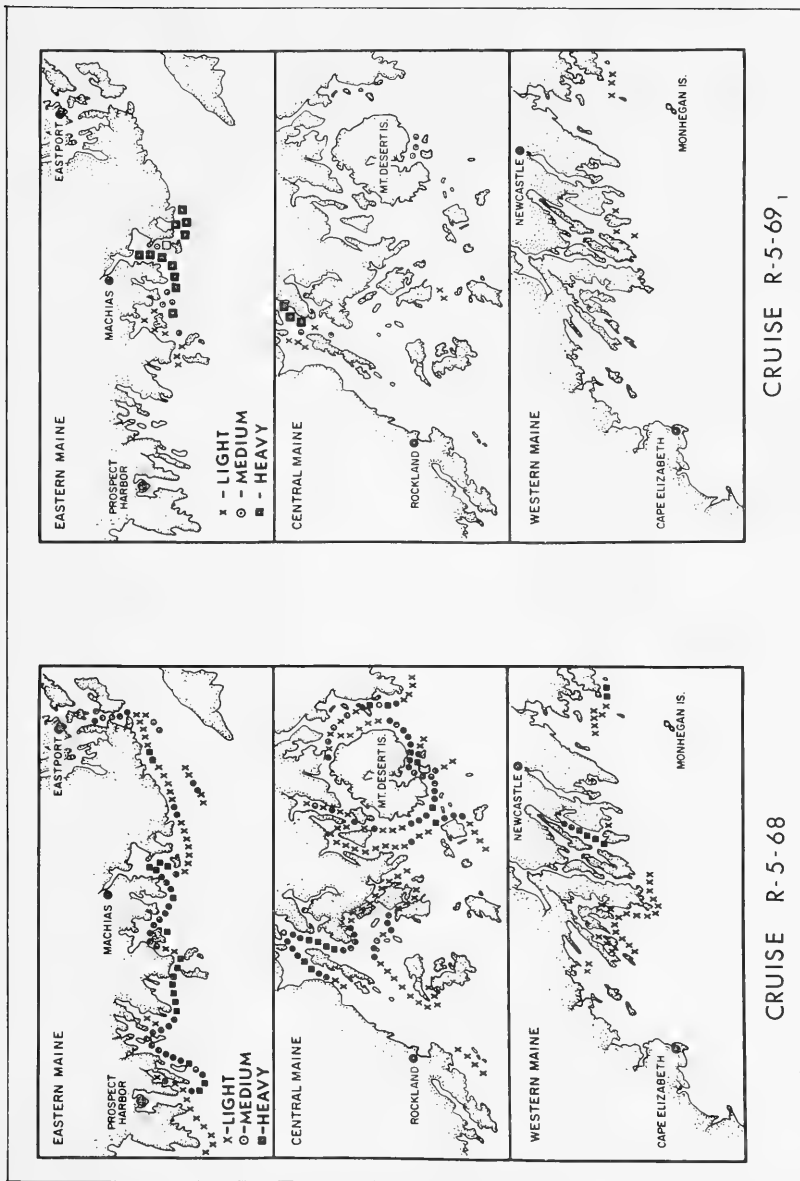 EASTERN MAINE
EASTPORT
MACHIAS
PROSPECT
HARBOR
x - LIGHT
⊙ - MEDIUM
■ - HEAVY
CENTRAL MAINE
MT. DESERT IS.
ROCKLAND
WESTERN MAINE
NEWCASTLE
MONHEGAN IS.
CAPE ELIZABETH
CRUISE R-5-68
EASTERN MAINE
EASTPORT
MACHIAS
PROSPECT
HARBOR
x - LIGHT
⊙ - MEDIUM
■ - HEAVY
CENTRAL MAINE
MT. DESERT IS.
ROCKLAND
WESTERN MAINE
NEWCASTLE
MONHEGAN IS.
CAPE ELIZABETH
CRUISE R-5-69₁